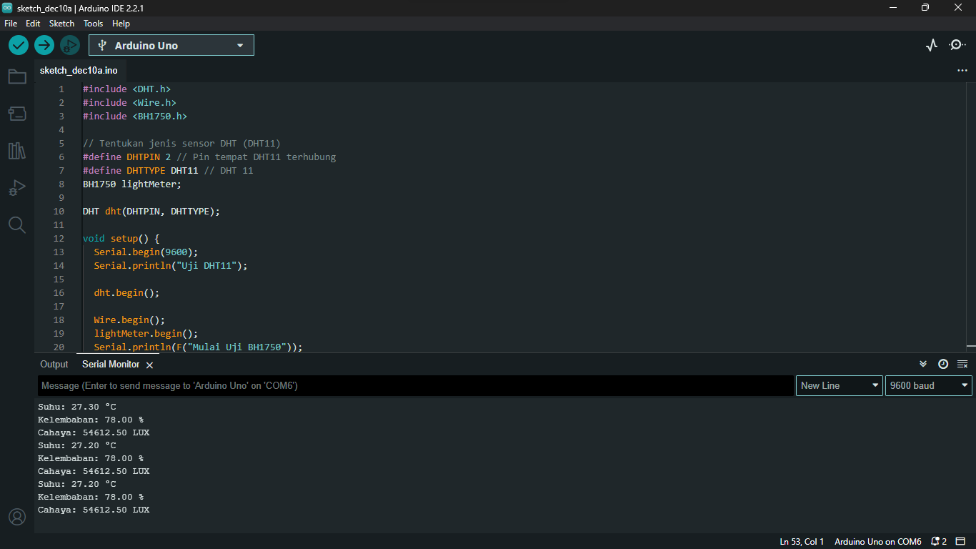 sketch_dec10a | Arduino IDE 2.2.1
File Edit Sketch Tools Help
Arduino Uno
sketch_dec10a.ino
1 #include <DHT.h>
2 #include <Wire.h>
3 #include <BH1750.h>
4
5 // Tentukan jenis sensor DHT (DHT11)
6 #define DHTPIN 2 // Pin tempat DHT11 terhubung
7 #define DHTTYPE DHT11 // DHT 11
8 BH1750 lightMeter;
9
10 DHT dht(DHTPIN, DHTTYPE);
11
12 void setup() {
13 Serial.begin(9600);
14 Serial.println("Uji DHT11");
15
16 dht.begin();
17
18 Wire.begin();
19 lightMeter.begin();
20 Serial.println(F("Mulai Uji BH1750"));
Output Serial Monitor
Message (Enter to send message to 'Arduino Uno' on 'COM6')
New Line 9600 baud
Suhu: 27.30 °C
Kelembaban: 78.00 %
Cahaya: 54612.50 LUX
Suhu: 27.20 °C
Kelembaban: 78.00 %
Cahaya: 54612.50 LUX
Suhu: 27.20 °C
Kelembaban: 78.00 %
Cahaya: 54612.50 LUX
Ln 53, Col 1 Arduino Uno on COM6 2